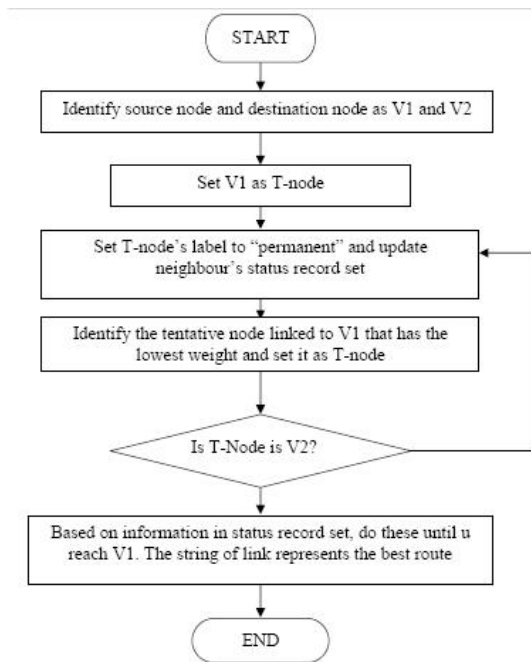 START
Identify source node and destination node as V1 and V2
Set V1 as T-node
Set T-node's label to “permanent” and update
neighbour's status record set
Identify the tentative node linked to V1 that has the
lowest weight and set it as T-node
Is T-Node is V2?
Based on information in status record set, do these until u
reach V1. The string of link represents the best route
END